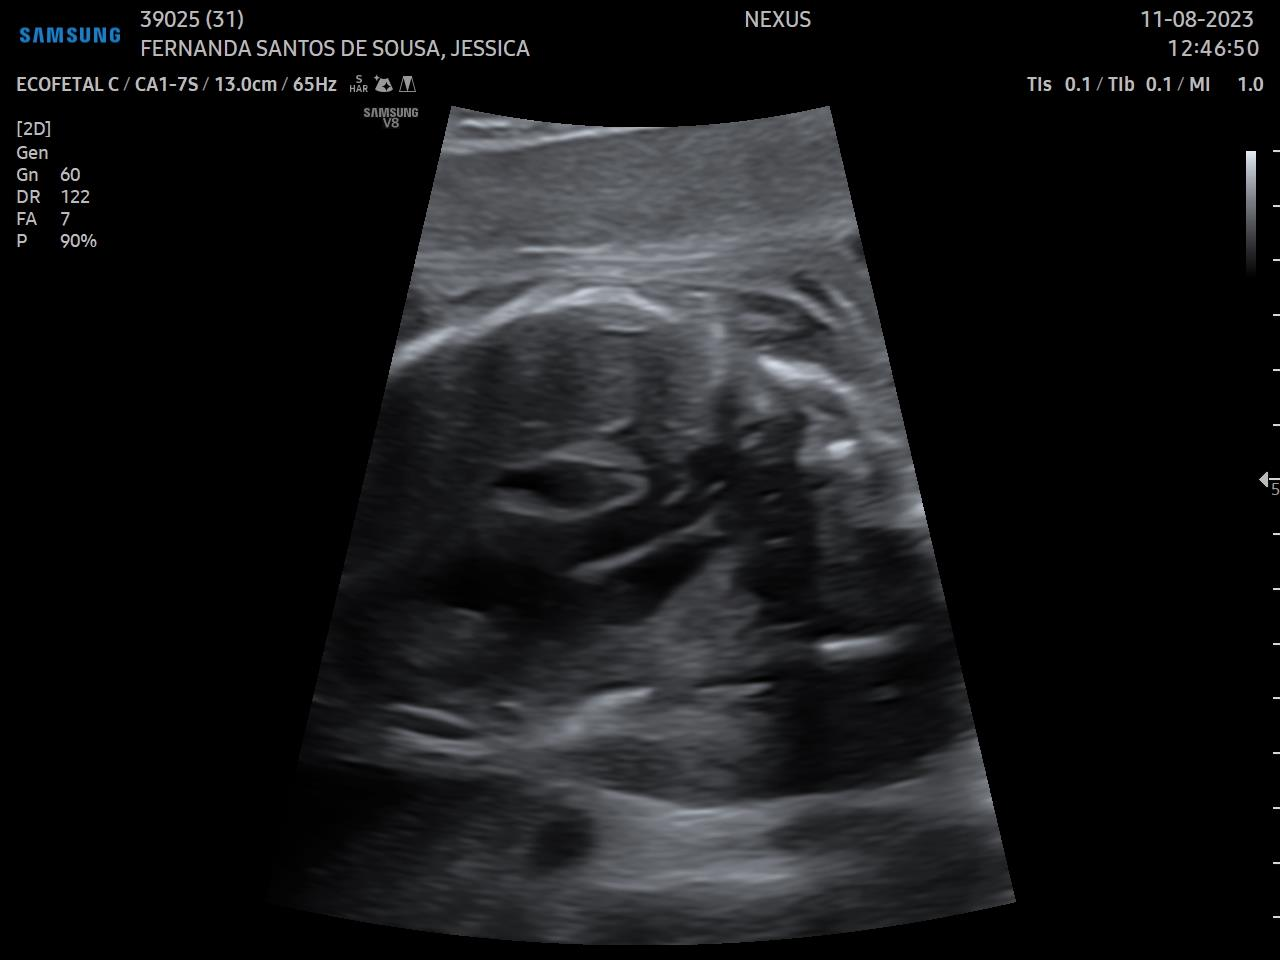 SAMSUNG
39025 (31)
FERNANDA SANTOS DE SOUSA, JESSICA
NEXUS
11-08-2023
12:46:50
ECOFETAL C / CA1-7S / 13.0cm / 65Hz
S
HAR
TIs 0.1 / TIb 0.1 / MI 1.0
SAMSUNG
V8
[2D]
Gen
Gn 60
DR 122
FA 7
P 90%
5